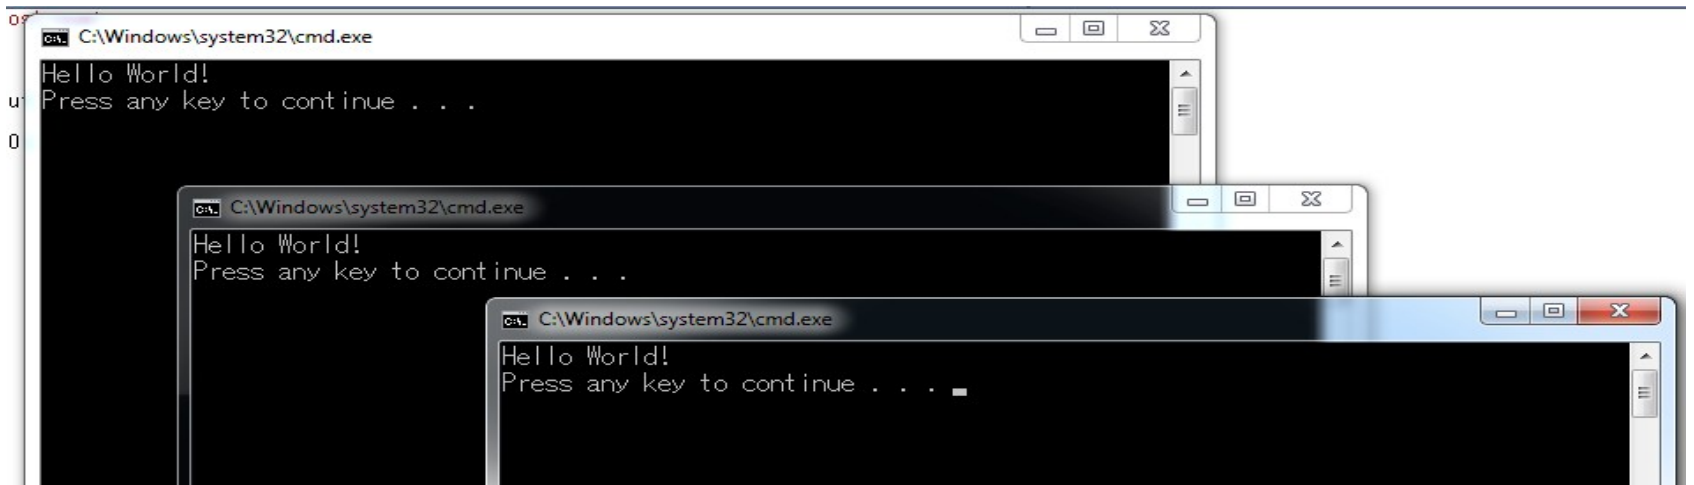 C:\Windows\system32\cmd.exe
Hello World!
Press any key to continue . . .
C:\Windows\system32\cmd.exe
Hello World!
Press any key to continue . . .
C:\Windows\system32\cmd.exe
Hello World!
Press any key to continue . . .